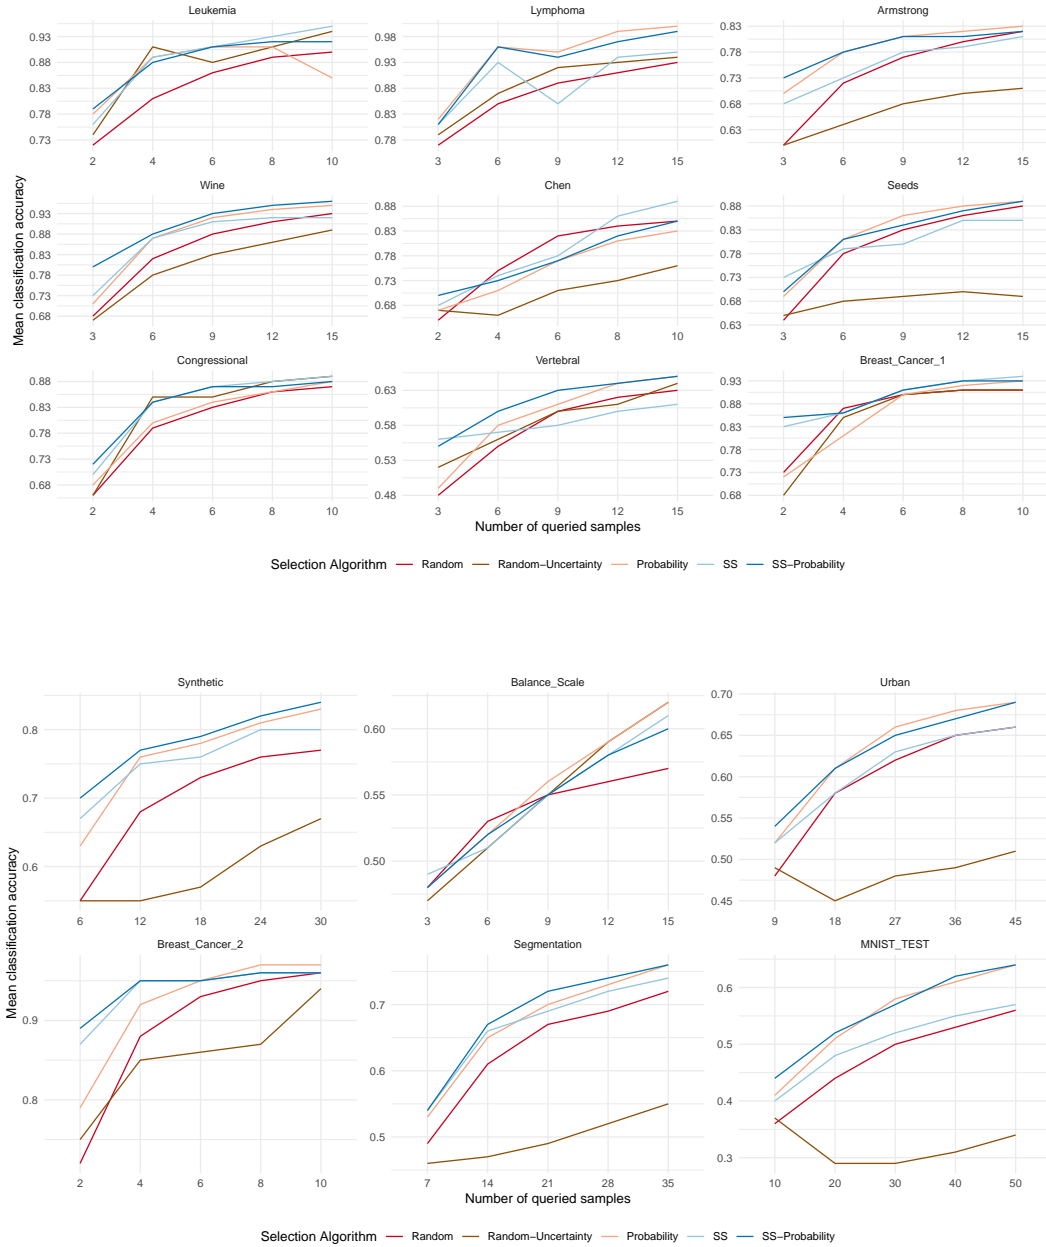 Leukemia
Lymphoma
Armstrong
0.93
0.88
0.83
0.78
0.73
2 4 6 8 10
0.98
0.93
0.88
0.83
0.78
3 6 9 12 15
0.83
0.78
0.73
0.68
0.63
3 6 9 12 15
Mean classification accuracy
Wine
Chen
Seeds
0.93
0.88
0.83
0.78
0.73
0.68
3 6 9 12 15
0.88
0.83
0.78
0.73
0.68
2 4 6 8 10
0.88
0.83
0.78
0.73
0.68
0.63
3 6 9 12 15
Congressional
Vertebral
Breast_Cancer_1
0.88
0.83
0.78
0.73
0.68
2 4 6 8 10
0.63
0.58
0.53
0.48
3 6 9 12 15
0.93
0.88
0.83
0.78
0.73
0.68
2 4 6 8 10
Number of queried samples
Selection Algorithm Random Random−Uncertainty Probability SS SS−Probability
Synthetic
Balance_Scale
Urban
0.8
0.7
0.6
6 12 18 24 30
0.60
0.55
0.50
3 6 9 12 15
0.70
0.65
0.60
0.55
0.50
0.45
9 18 27 36 45
Mean classification accuracy
Breast_Cancer_2
Segmentation
MNIST_TEST
0.9
0.8
2 4 6 8 10
0.7
0.6
0.5
7 14 21 28 35
0.6
0.5
0.4
0.3
10 20 30 40 50
Number of queried samples
Selection Algorithm Random Random−Uncertainty Probability SS SS−Probability